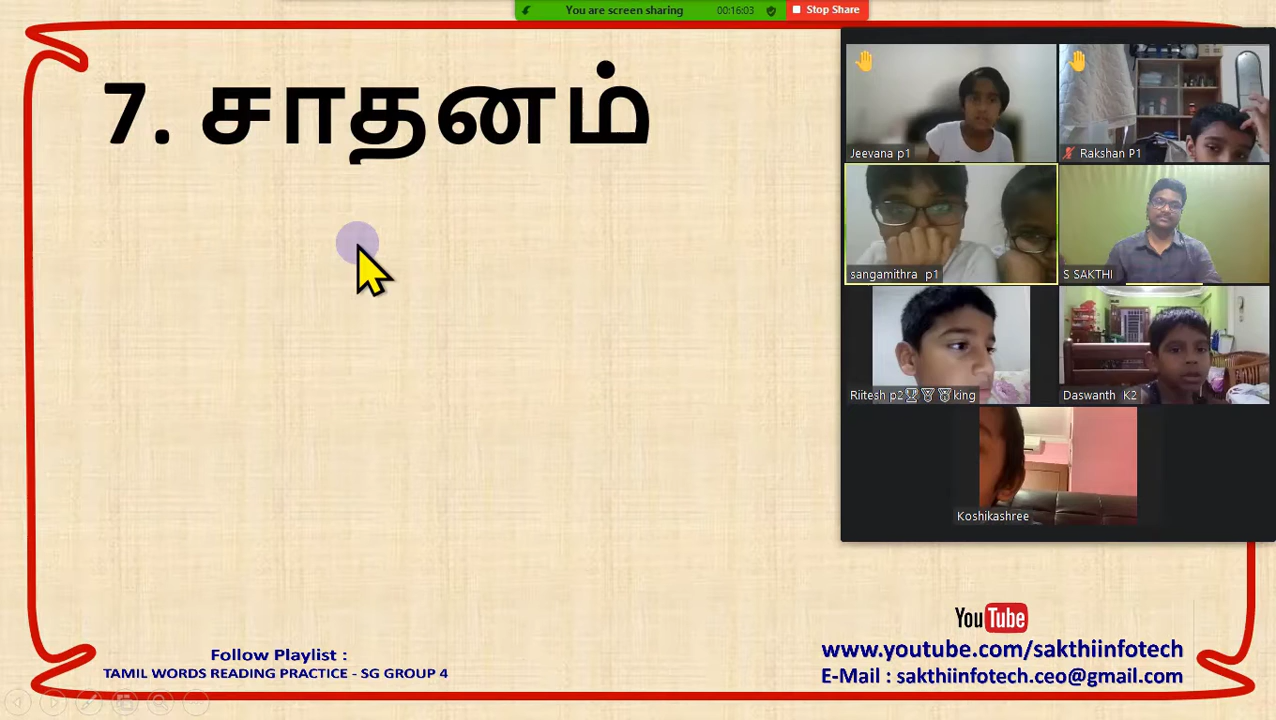 You are screen sharing 00:16:03 Stop Share
7. சாதனம்
Jeevana p1
Rakshan P1
sangamithra p1
S SAKTHI
Riitesh p2🏆🏅🏅king
Daswanth K2
Koshikashree
YouTube
www.youtube.com/sakthiinfotech
E-Mail : sakthiinfotech.ceo@gmail.com
Follow Playlist :
TAMIL WORDS READING PRACTICE - SG GROUP 4